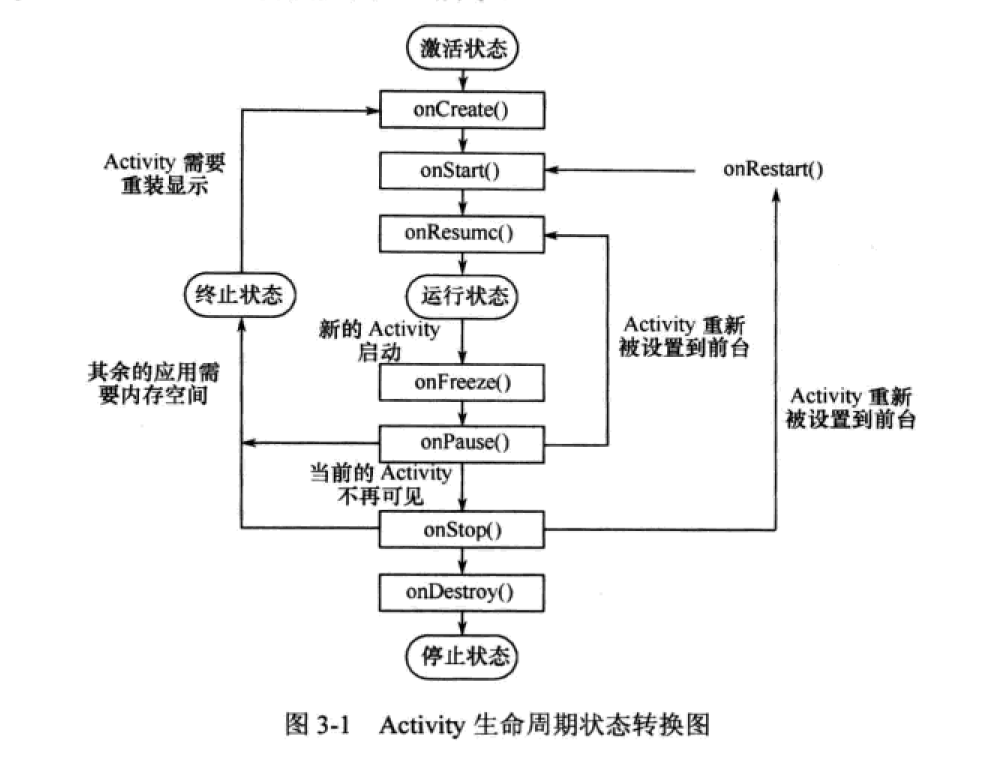 激活状态
onCreate()
Activity 需要
重装显示
onStart()
onRestart()
onResumc()
终止状态
运行状态
新的 Activity
启动
Activity 重新
被设置到前台
其余的应用需
要内存空间
onFreeze()
Activity 重新
被设置到前台
onPause()
当前的 Activity
不再可见
onStop()
onDestroy()
停止状态
图 3-1 Activity 生命周期状态转换图